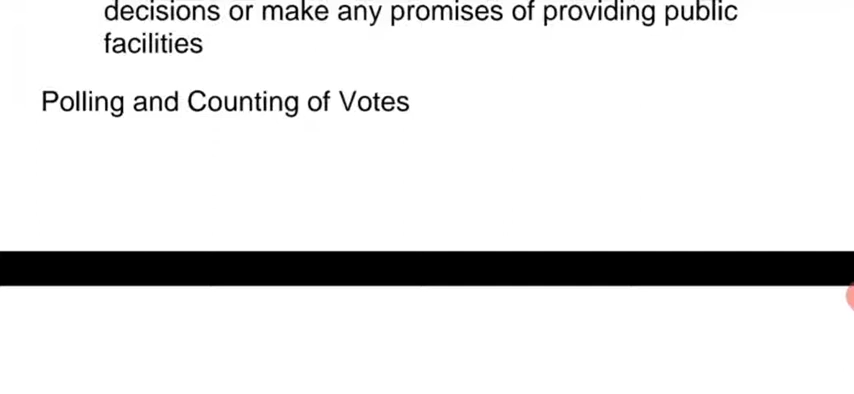 decisions or make any promises of providing public
facilities
Polling and Counting of Votes